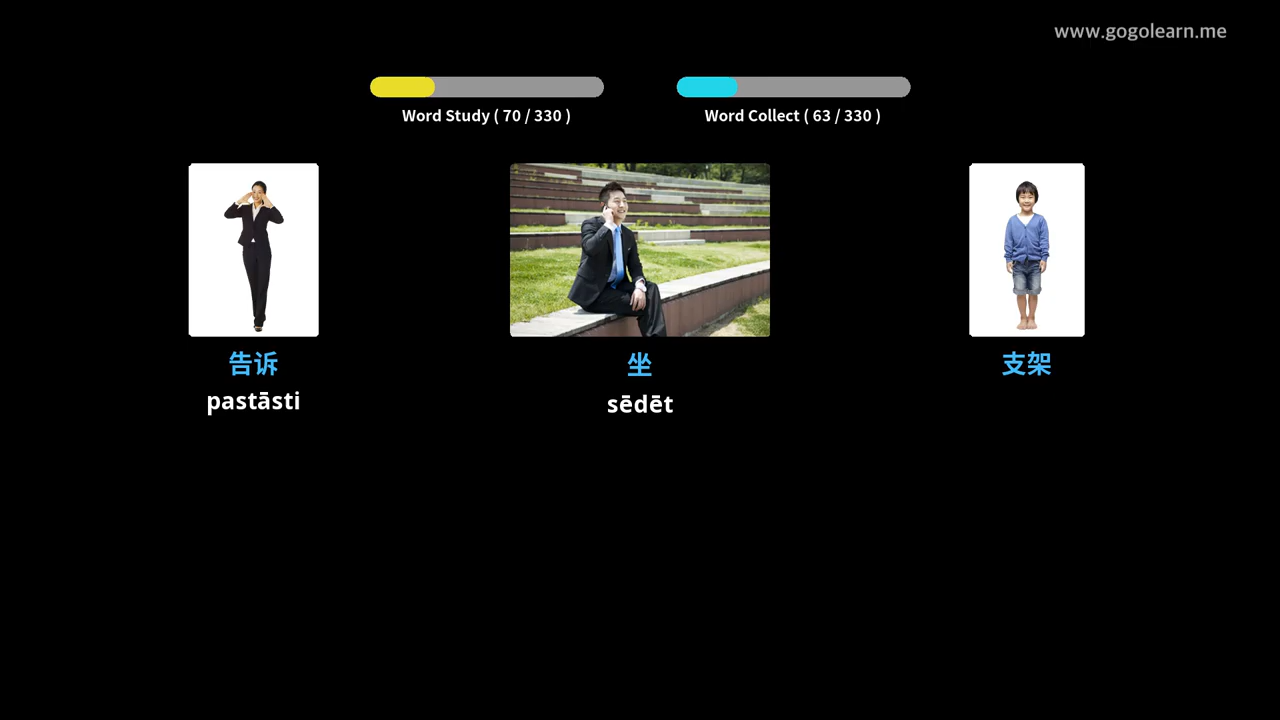 www.gogolearn.me
Word Study ( 70 / 330 )
Word Collect ( 63 / 330 )
告诉
坐
支架
pastāsti
sēdēt